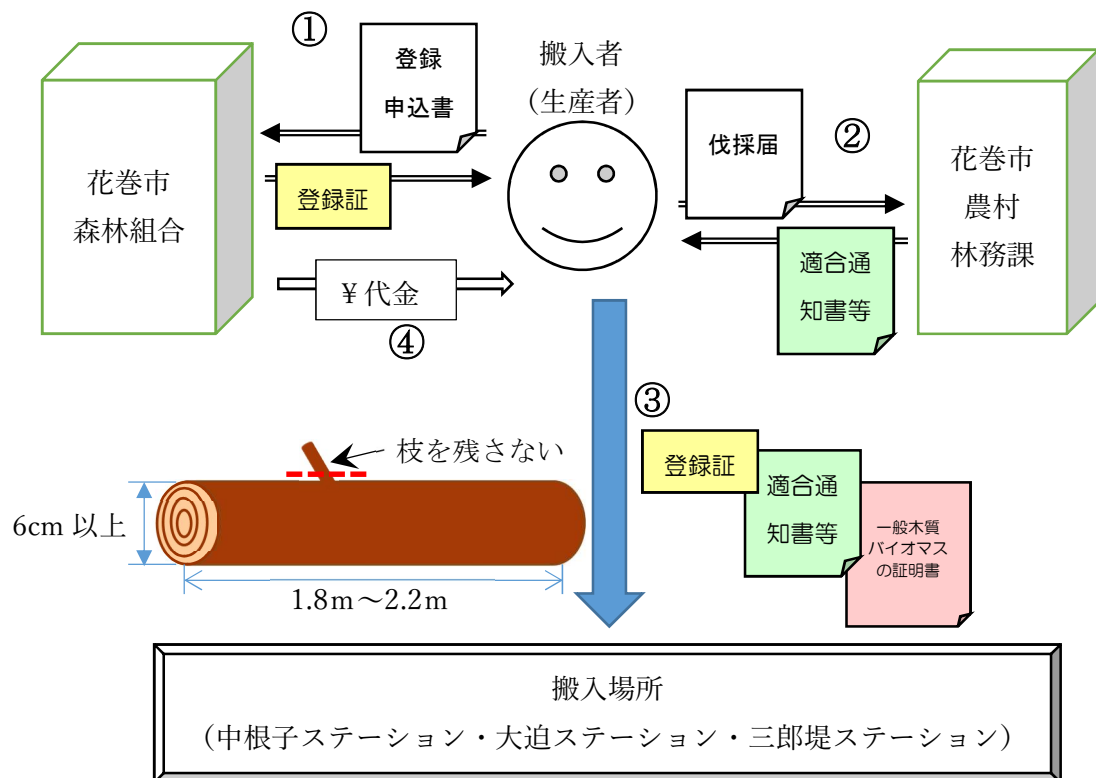 ①
登録
申込書
搬入者
（生産者）
伐採届
②
花巻市
森林組合
登録証
花巻市
農村
林務課
適合通
知書等
￥代金
④
③
枝を残さない
登録証
適合通
知書等
一般木質
バイオマス
の証明書
6cm 以上
1.8m～2.2m
搬入場所
（中根子ステーション・大迫ステーション・三郎堤ステーション）